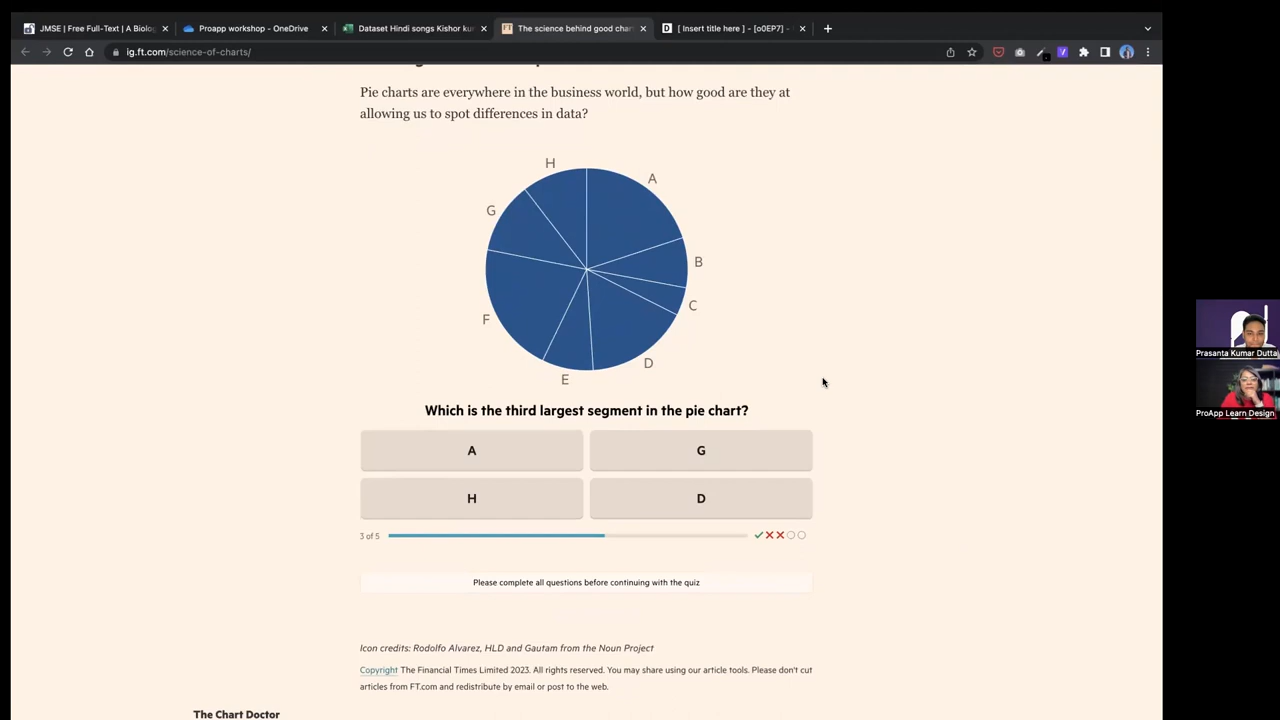 JMSE | Free Full-Text | A Biolog
Proapp workshop - OneDrive
Dataset Hindi songs Kishor kum
FT
The science behind good char
D
[ Insert title here ] - [o0EP7] -
ig.ft.com/science-of-charts/
Pie charts are everywhere in the business world, but how good are they at
allowing us to spot differences in data?
H
A
G
B
C
F
D
E
Which is the third largest segment in the pie chart?
A
G
H
D
3 of 5
Please complete all questions before continuing with the quiz
Icon credits: Rodolfo Alvarez, HLD and Gautam from the Noun Project
Copyright The Financial Times Limited 2023. All rights reserved. You may share using our article tools. Please don't cut
articles from FT.com and redistribute by email or post to the web.
The Chart Doctor
Prasanta Kumar Dutta
ProApp Learn Design